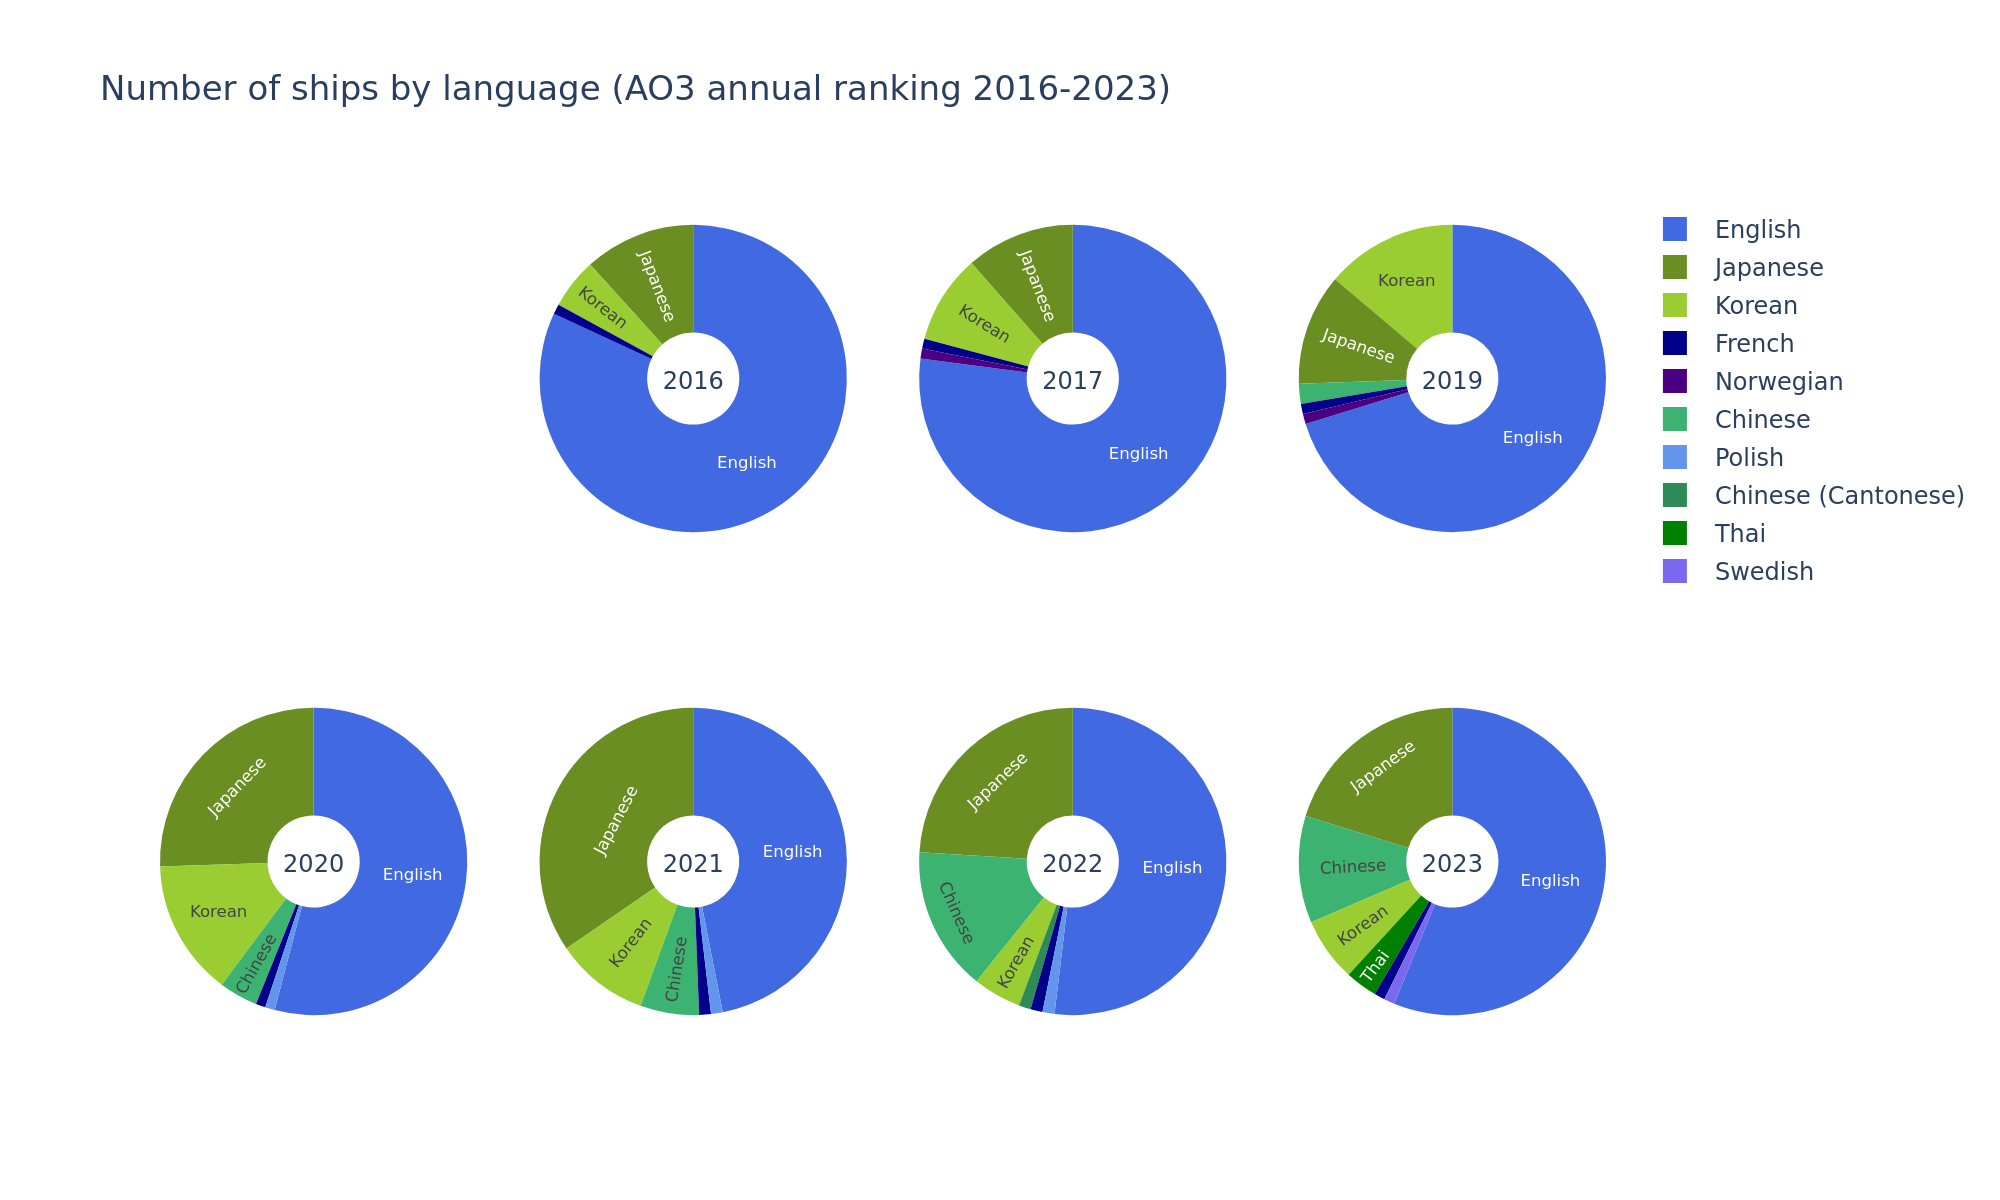 Number of ships by language (AO3 annual ranking 2016-2023)
Japanese
Korean
2016
English
Japanese
Korean
2017
English
Korean
Japanese
2019
English
English
Japanese
Korean
French
Norwegian
Chinese
Polish
Chinese (Cantonese)
Thai
Swedish
Japanese
2020
English
Korean
Chinese
Japanese
2021
English
Korean
Chinese
Japanese
2022
English
Chinese
Korean
Japanese
2023
English
Chinese
Korean
Thai